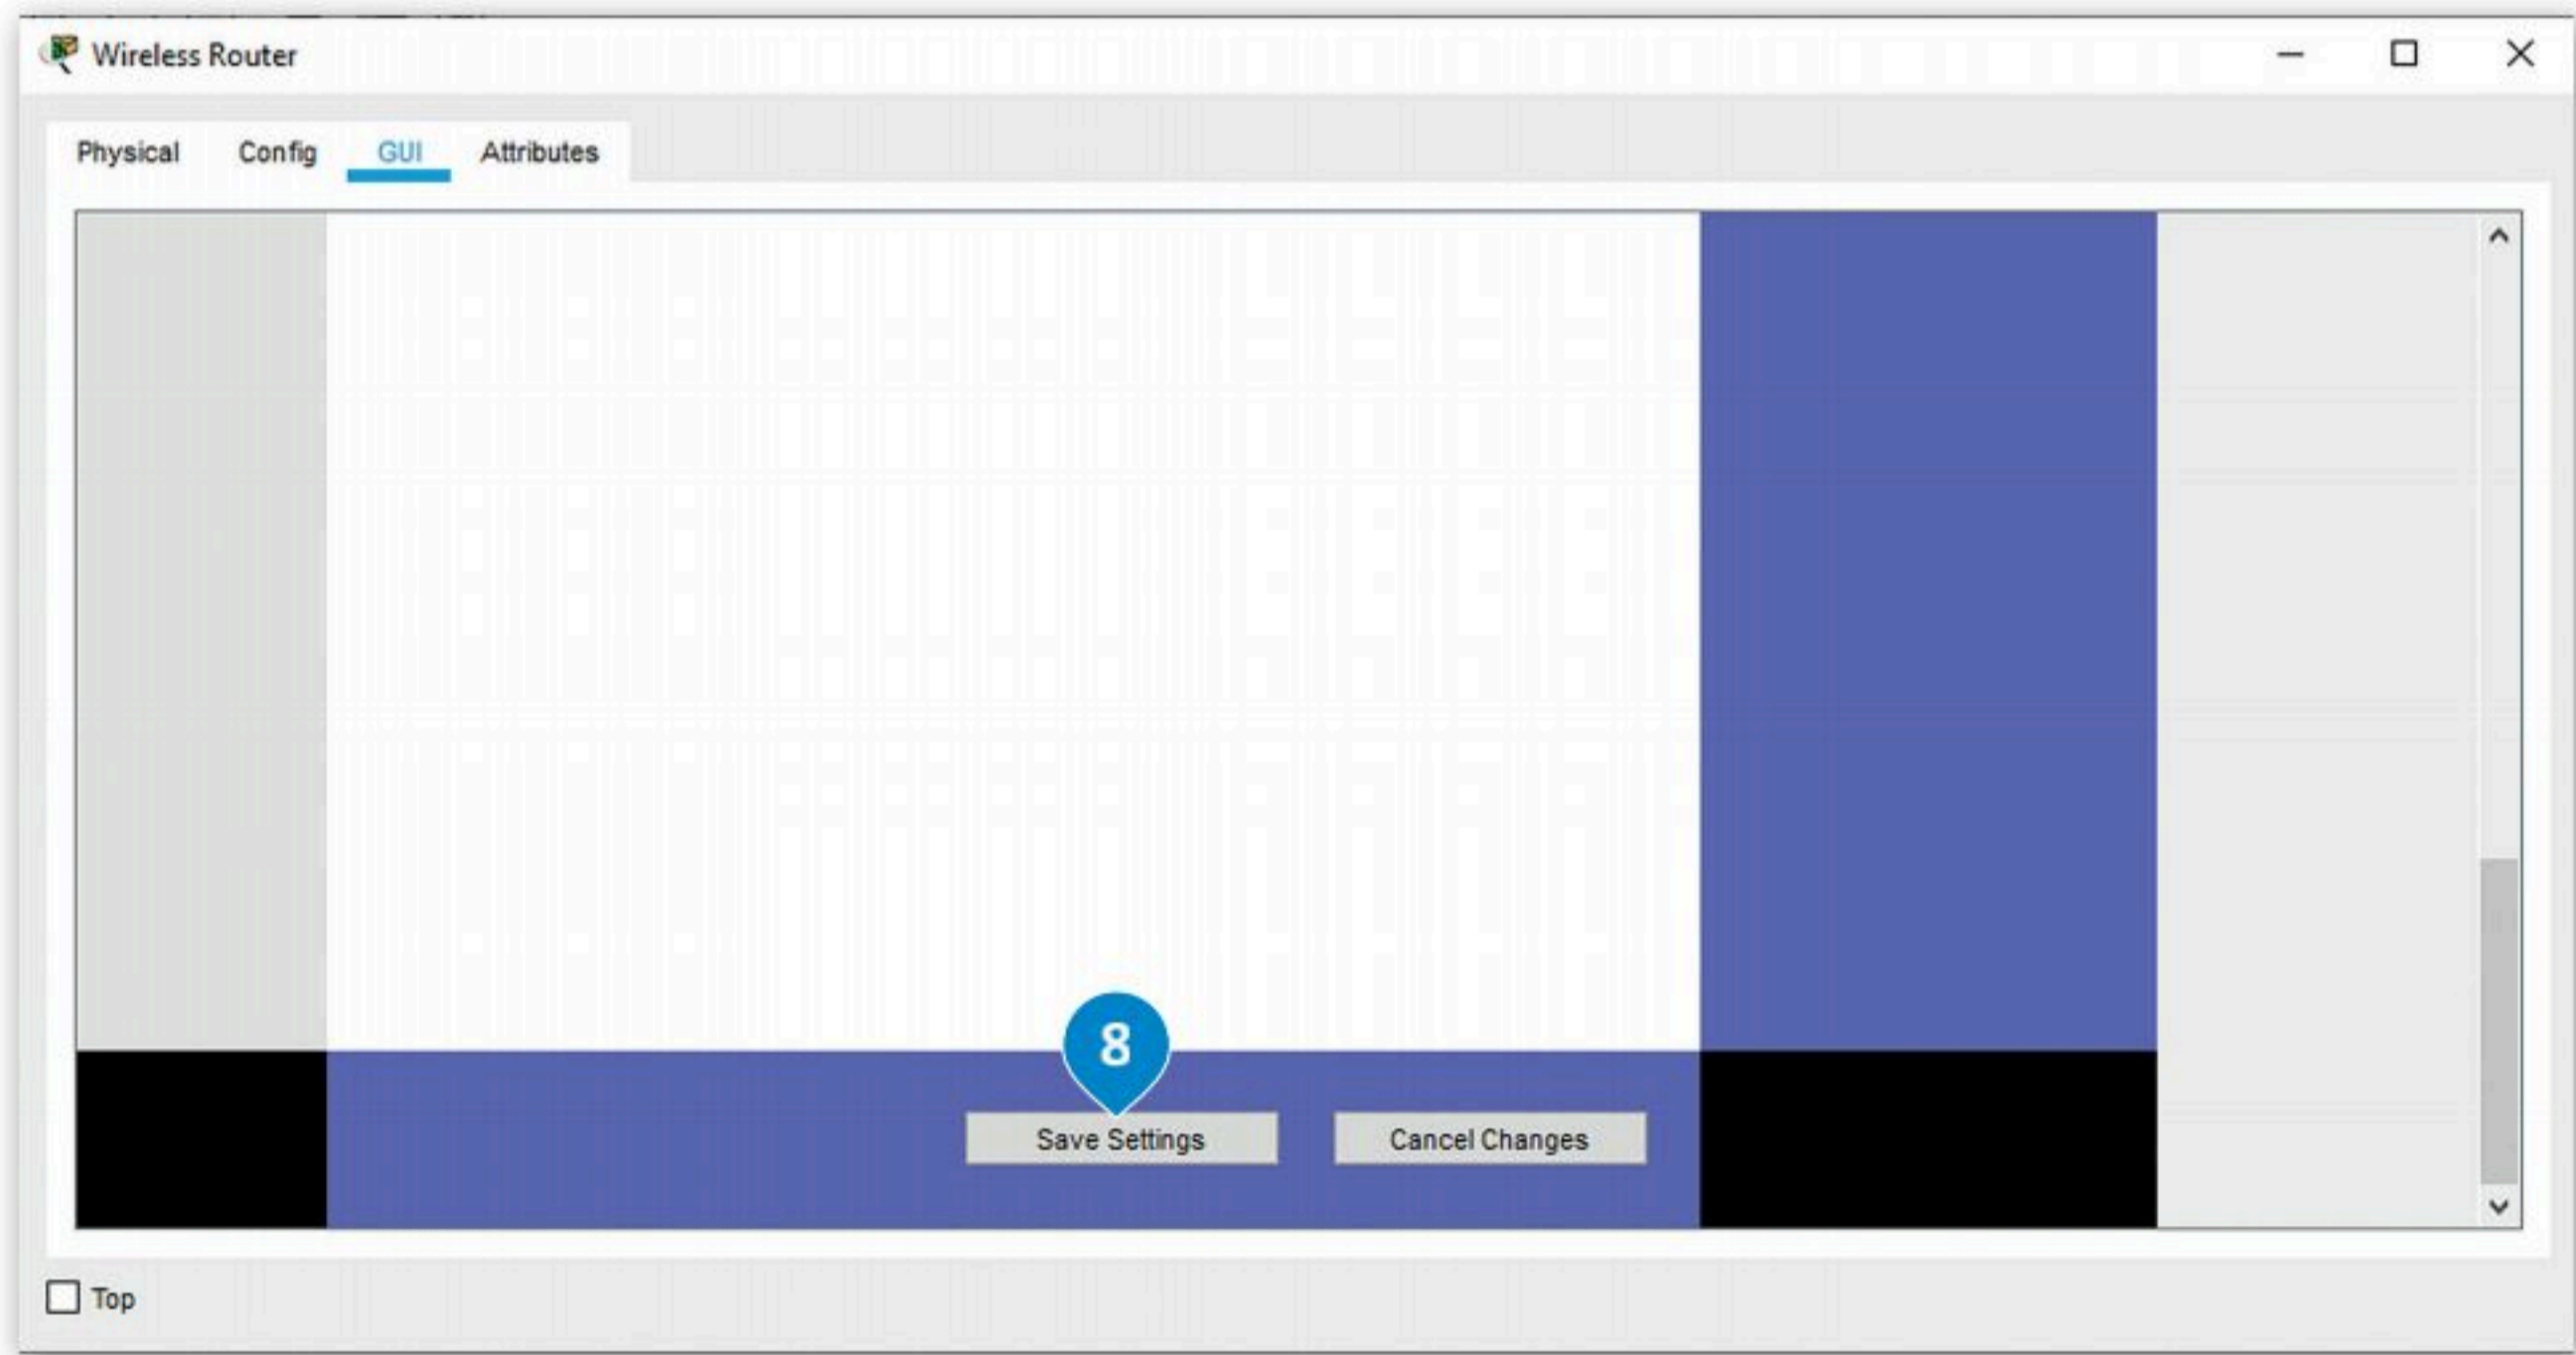 Wireless Router
Physical Config GUI Attributes
8
Save Settings Cancel Changes
Top